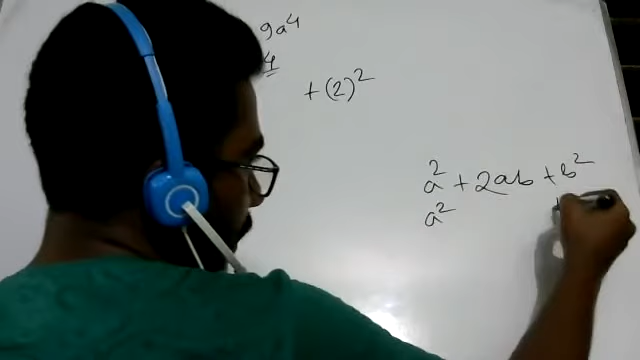 9a⁴
4
+ (2)²
a² + 2ab + b²
a²